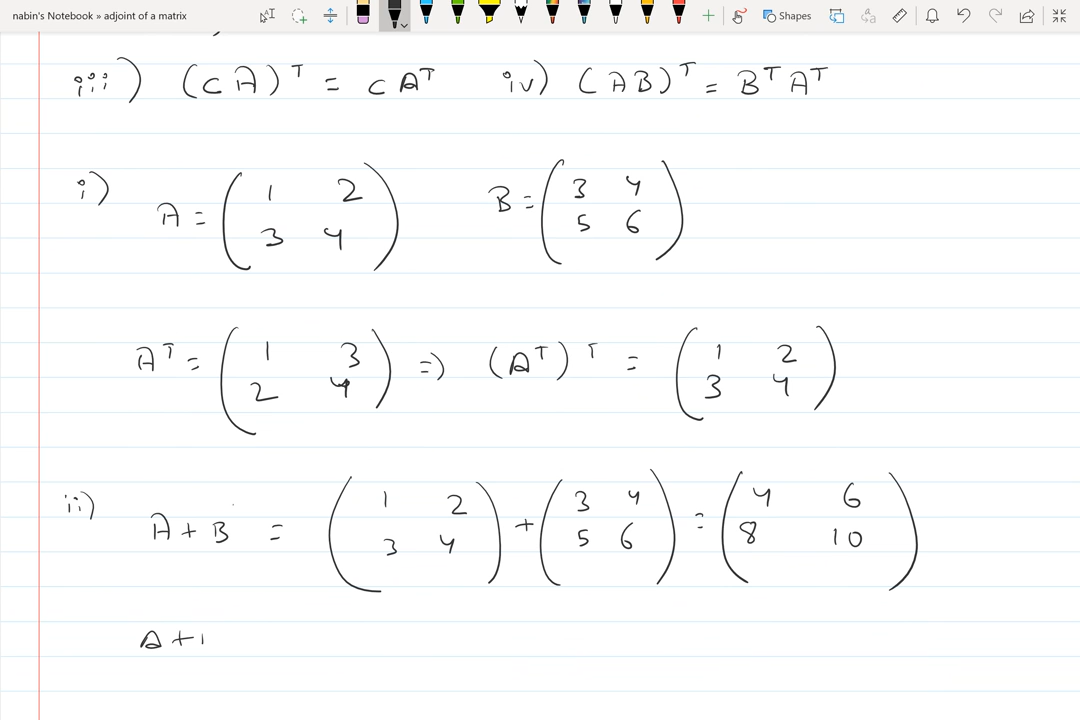 nabin's Notebook » adjoint of a matrix
Shapes
iii) (cA)ᵀ = cAᵀ iv) (AB)ᵀ = BᵀAᵀ
i) A = ( 1 2 B = ( 3 4
3 4 ) 5 6 )
Aᵀ = ( 1 3 => (Aᵀ)ᵀ = ( 1 2
2 4 ) 3 4 )
ii) A + B = ( 1 2 + ( 3 4 = ( 4 6
3 4 ) 5 6 ) 8 10 )
A +